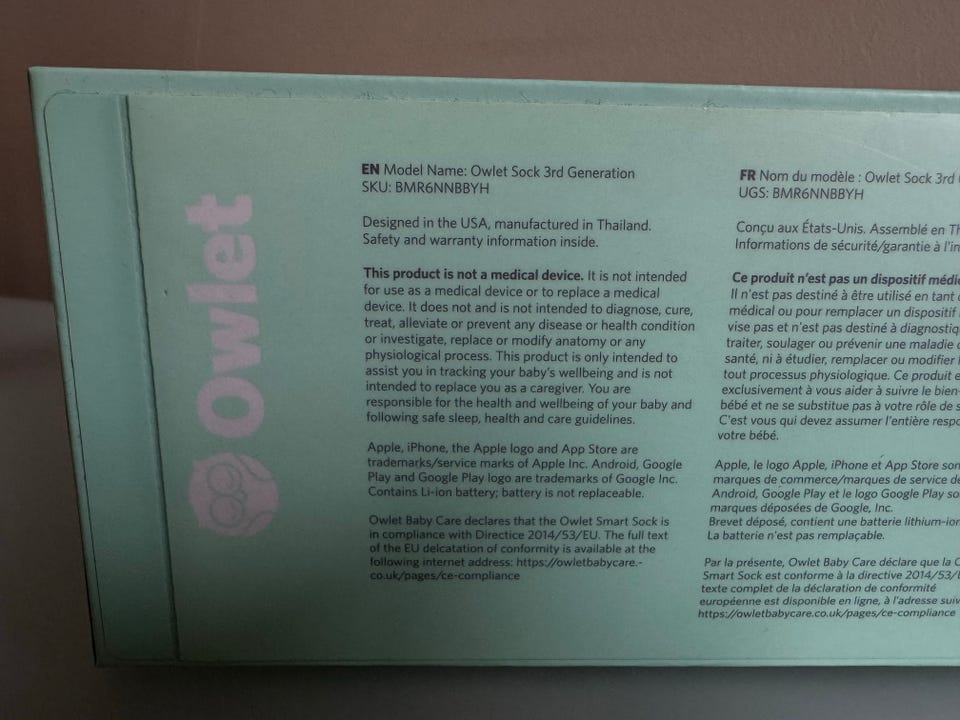 Owlet
EN Model Name: Owlet Sock 3rd Generation
SKU: BMR6NNBBYH
Designed in the USA, manufactured in Thailand.
Safety and warranty information inside.
This product is not a medical device. It is not intended
for use as a medical device or to replace a medical
device. It does not and is not intended to diagnose, cure,
treat, alleviate or prevent any disease or health condition
or investigate, replace or modify anatomy or any
physiological process. This product is only intended to
assist you in tracking your baby's wellbeing and is not
intended to replace you as a caregiver. You are
responsible for the health and wellbeing of your baby and
following safe sleep, health and care guidelines.
Apple, iPhone, the Apple logo and App Store are
trademarks/service marks of Apple Inc. Android, Google
Play and Google Play logo are trademarks of Google Inc.
Contains Li-ion battery; battery is not replaceable.
Owlet Baby Care declares that the Owlet Smart Sock is
in compliance with Directice 2014/53/EU. The full text
of the EU delcatation of conformity is available at the
following internet address: https://owletbabycare.-
co.uk/pages/ce-compliance
FR Nom du modèle : Owlet Sock 3rd
UGS: BMR6NNBBYH
Conçu aux États-Unis. Assemblé en
Informations de sécurité/garantie à
Ce produit n'est pas un dispositif
Il n'est pas destiné à être utilisé en tant
médical ou pour remplacer un dispositif
vise pas et n'est pas destiné à
traiter, soulager ou prévenir une maladie
santé, ni à étudier, remplacer ou modifier
tout processus physiologique. Ce produit
exclusivement à vous aider à suivre le bien-
bébé et ne se substitue pas à votre rôle de
C'est vous qui devez assumer l'entière
votre bébé.
Apple, le logo Apple, iPhone et App Store
marques de commerce/marques de service
Android, Google Play et le logo Google Play
marques déposées de Google, Inc.
Brevet déposé, contient une batterie
La batterie n'est pas remplaçable.
Par la présente, Owlet Baby Care déclare que la
Smart Sock est conforme à la directive
texte complet de la déclaration de conformité
européenne est disponible en ligne, à l'adresse
https://owletbabycare.co.uk/pages/ce-compliance